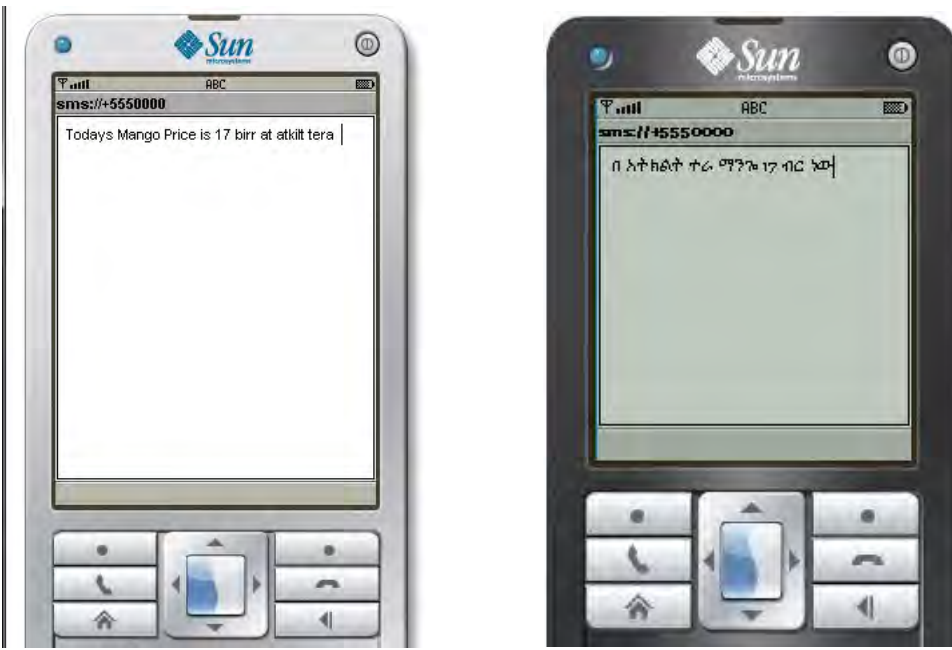 Sun
microsystems
ABC
sms://+5550000
Todays Mango Price is 17 birr at atkilt tera
Sun
microsystems
ABC
sms://+5550000
በ አትክልት ተራ ማንጎ 17 ብር ነው